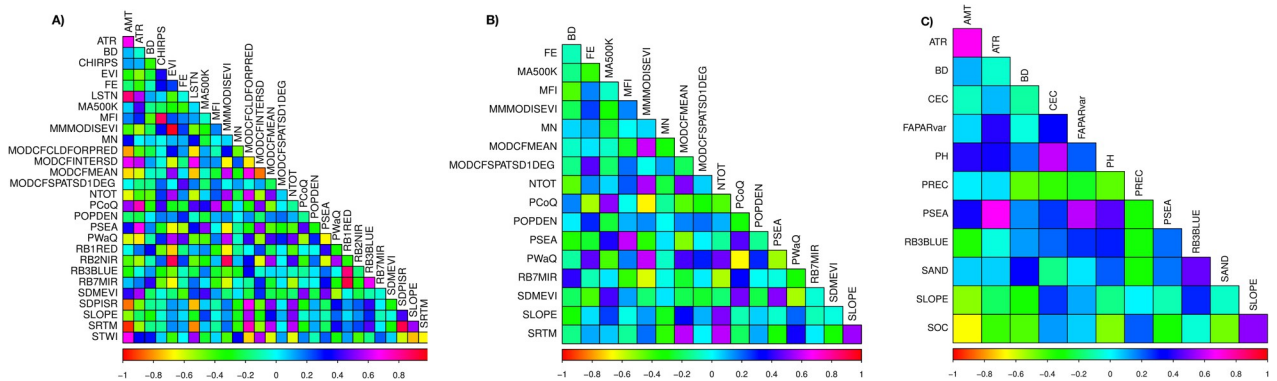 A)
AMT
ATR
BD
CHIRPS
EVI
FE
LSTN
MA500K
MFI
MMMODISEVI
MN
MODCFCLDFORPRED
MODCFINTERSD
MODCFMEAN
MODCFSPATSD1DEG
NTOT
PCoQ
POPDEN
PSEA
PWaQ
RB1RED
RB2NIR
RB3BLUE
RB7MIR
SDMEVI
SDPISR
SLOPE
SRTM
ATR
BD
CHIRPS
EVI
FE
LSTN
MA500K
MFI
MMMODISEVI
MN
MODCFCLDFORPRED
MODCFINTERSD
MODCFMEAN
MODCFSPATSD1DEG
NTOT
PCoQ
POPDEN
PSEA
PWaQ
RB1RED
RB2NIR
RB3BLUE
RB7MIR
SDMEVI
SDPISR
SLOPE
SRTM
STWI
−1 −0.8 −0.6 −0.4 −0.2 0 0.2 0.4 0.6 0.8
B)
BD
FE
MA500K
MFI
MMMODISEVI
MN
MODCFMEAN
MODCFSPATSD1DEG
NTOT
PCoQ
POPDEN
PSEA
PWaQ
RB7MIR
SDMEVI
SLOPE
FE
MA500K
MFI
MMMODISEVI
MN
MODCFMEAN
MODCFSPATSD1DEG
NTOT
PCoQ
POPDEN
PSEA
PWaQ
RB7MIR
SDMEVI
SLOPE
SRTM
−1 −0.8 −0.6 −0.4 −0.2 0 0.2 0.4 0.6 0.8 1
C)
AMT
ATR
BD
CEC
FAPARvar
PH
PREC
PSEA
RB3BLUE
SAND
SLOPE
ATR
BD
CEC
FAPARvar
PH
PREC
PSEA
RB3BLUE
SAND
SLOPE
SOC
−1 −0.8 −0.6 −0.4 −0.2 0 0.2 0.4 0.6 0.8 1